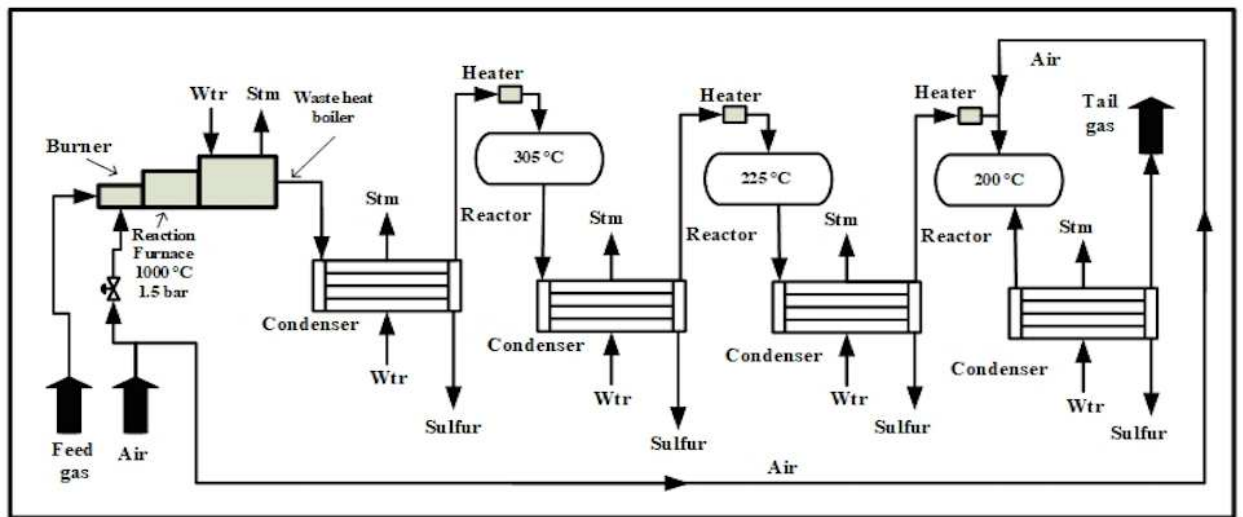 Air
Heater
Heater
Heater
Tail
gas
Wtr
Stm
Waste heat
boiler
Burner
305 °C
225 °C
200 °C
Reaction
Furnace
1000 °C
1.5 bar
Stm
Reactor
Stm
Reactor
Stm
Reactor
Stm
Condenser
Condenser
Condenser
Condenser
Wtr
Wtr
Wtr
Wtr
Sulfur
Sulfur
Sulfur
Sulfur
Feed
gas
Air
Air